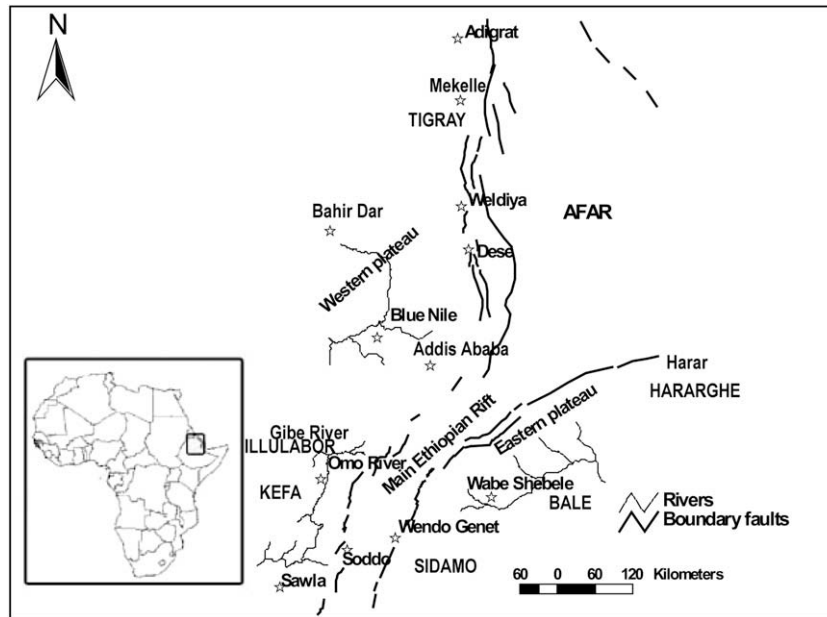 N
Adigrat
Mekelle
TIGRAY
Weldiya
AFAR
Bahir Dar
Dese
Western plateau
Blue Nile
Addis Ababa
Harar
HARARGHE
Main Ethiopian Rift
Eastern plateau
Gibe River
ILLULABOR
Omo River
KEFA
Wabe Shebele
BALE
Rivers
Boundary faults
Wendo Genet
Soddo
SIDAMO
Sawla
60 0 60 120 Kilometers